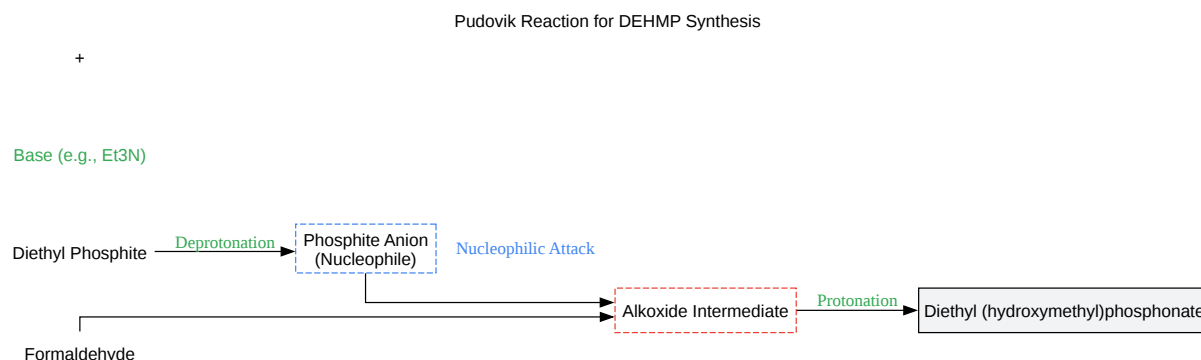 Pudovik Reaction for DEHMP Synthesis
+
Base (e.g., Et3N)
Diethyl Phosphite
Deprotonation
Phosphite Anion
(Nucleophile)
Nucleophilic Attack
Alkoxide Intermediate
Protonation
Diethyl (hydroxymethyl)phosphonate
Formaldehyde